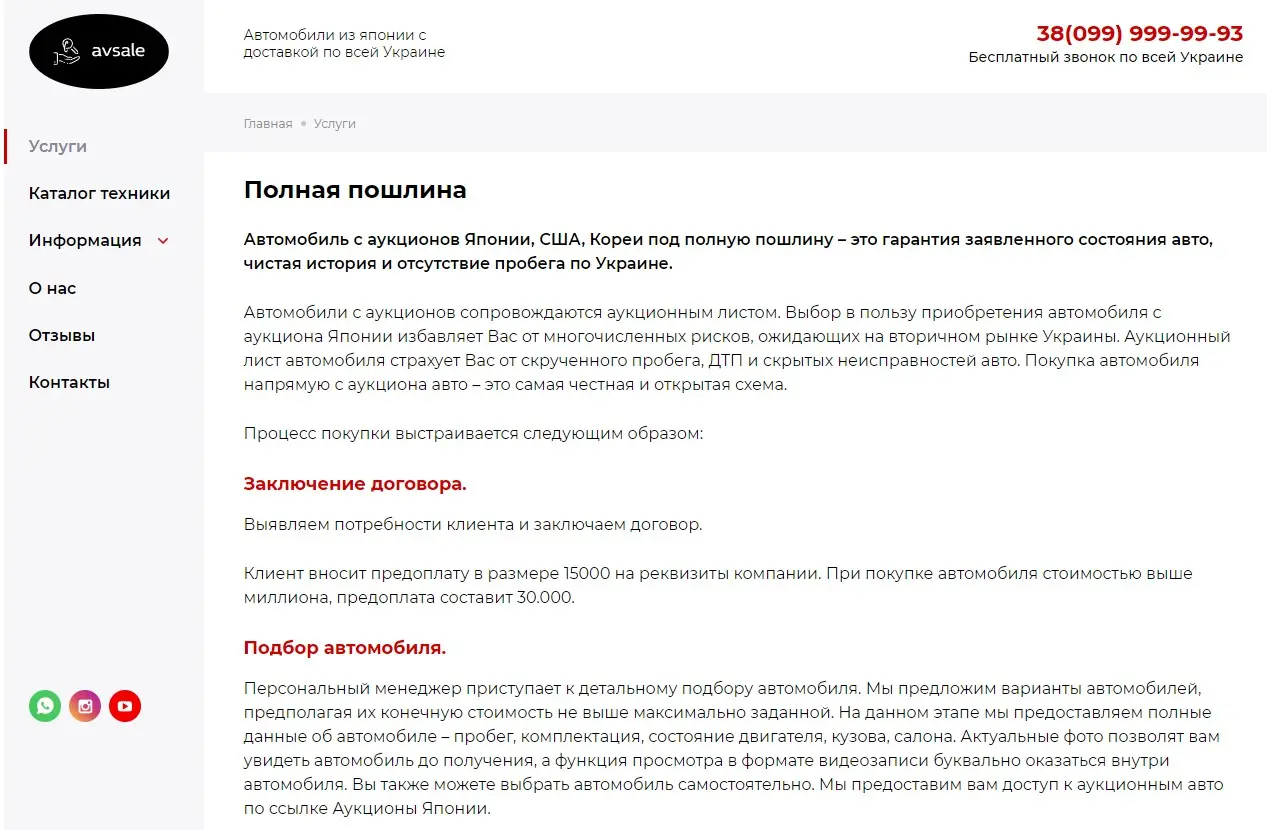 avsale
Автомобили из японии с
доставкой по всей Украине
38(099) 999-99-93
Бесплатный звонок по всей Украине
Главная • Услуги
Услуги
Каталог техники
Информация
О нас
Отзывы
Контакты
Полная пошлина
Автомобиль с аукционов Японии, США, Кореи под полную пошлину – это гарантия заявленного состояния авто,
чистая история и отсутствие пробега по Украине.
Автомобили с аукционов сопровождаются аукционным листом. Выбор в пользу приобретения автомобиля с
аукциона Японии избавляет Вас от многочисленных рисков, ожидающих на вторичном рынке Украины. Аукционный
лист автомобиля страхует Вас от скрученного пробега, ДТП и скрытых неисправностей авто. Покупка автомобиля
напрямую с аукциона авто – это самая честная и открытая схема.
Процесс покупки выстраивается следующим образом:
Заключение договора.
Выявляем потребности клиента и заключаем договор.
Клиент вносит предоплату в размере 15000 на реквизиты компании. При покупке автомобиля стоимостью выше
миллиона, предоплата составит 30.000.
Подбор автомобиля.
Персональный менеджер приступает к детальному подбору автомобиля. Мы предложим варианты автомобилей,
предполагая их конечную стоимость не выше максимально заданной. На данном этапе мы предоставляем полные
данные об автомобиле – пробег, комплектация, состояние двигателя, кузова, салона. Актуальные фото позволят вам
увидеть автомобиль до получения, а функция просмотра в формате видеозаписи буквально оказаться внутри
автомобиля. Вы также можете выбрать автомобиль самостоятельно. Мы предоставим вам доступ к аукционным авто
по ссылке Аукционы Японии.